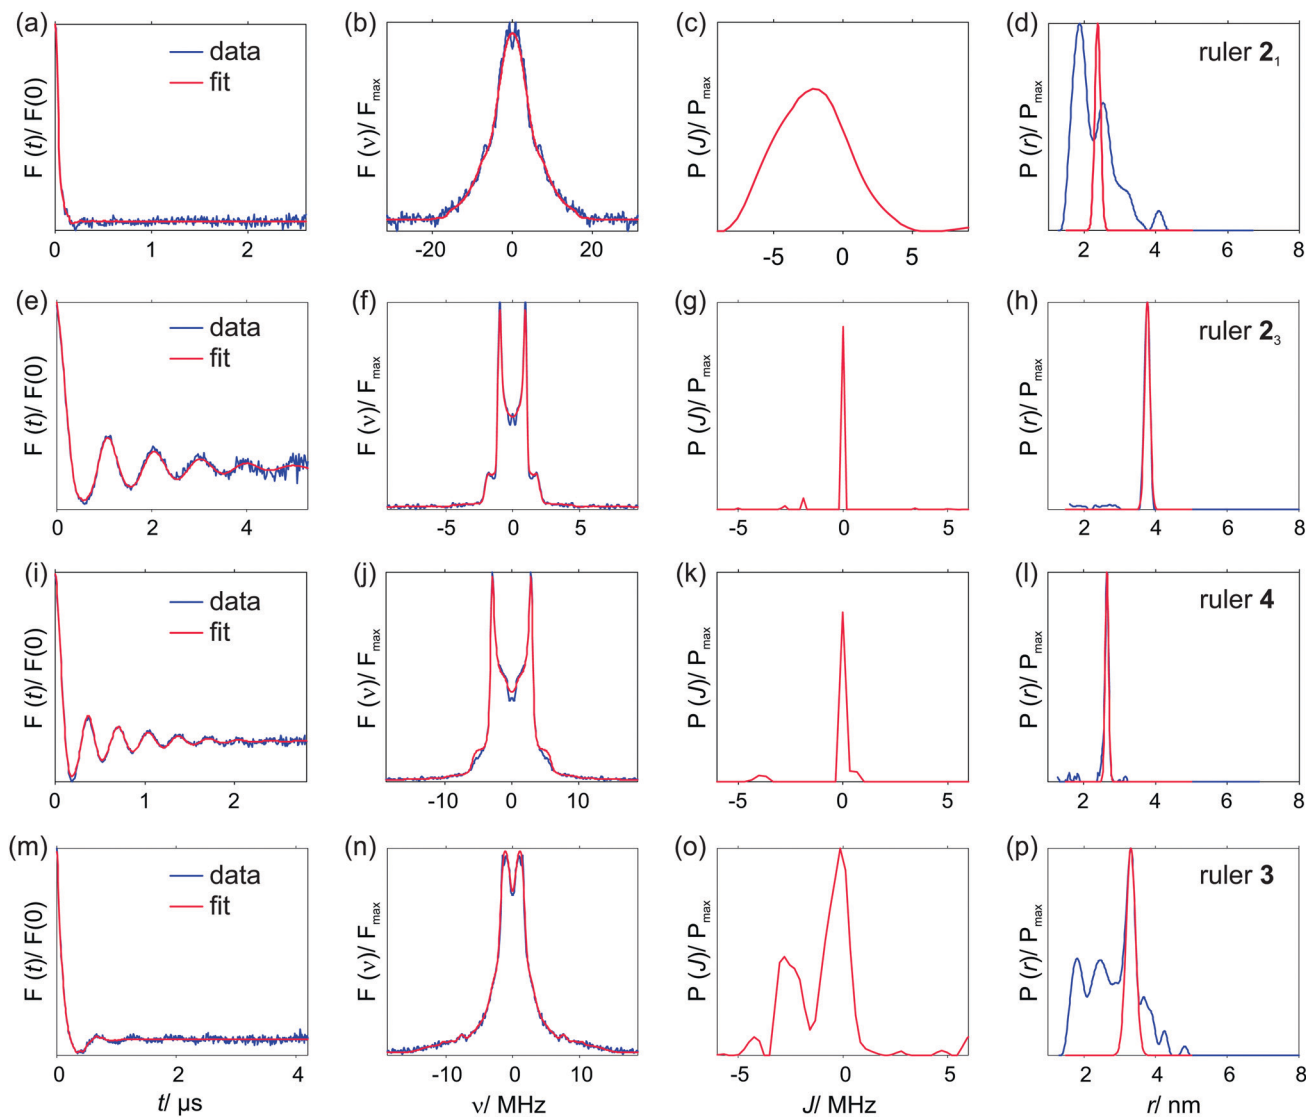 (a)
F (t)/ F(0)
data
fit
0 1 2
(b)
F (ν)/ F_max
-20 0 20
(c)
P (J)/ P_max
-5 0 5
(d)
P (r)/ P_max
ruler 2₁
2 4 6 8
(e)
F (t)/ F(0)
data
fit
0 2 4
(f)
F (ν)/ F_max
-5 0 5
(g)
P (J)/ P_max
-5 0 5
(h)
P (r)/ P_max
ruler 2₃
2 4 6 8
(i)
F (t)/ F(0)
data
fit
0 1 2
(j)
F (ν)/ F_max
-10 0 10
(k)
P (J)/ P_max
-5 0 5
(l)
P (r)/ P_max
ruler 4
2 4 6 8
(m)
F (t)/ F(0)
data
fit
0 2 4
t/ μs
(n)
F (ν)/ F_max
-10 0 10
ν/ MHz
(o)
P (J)/ P_max
-5 0 5
J/ MHz
(p)
P (r)/ P_max
ruler 3
2 4 6 8
r/ nm